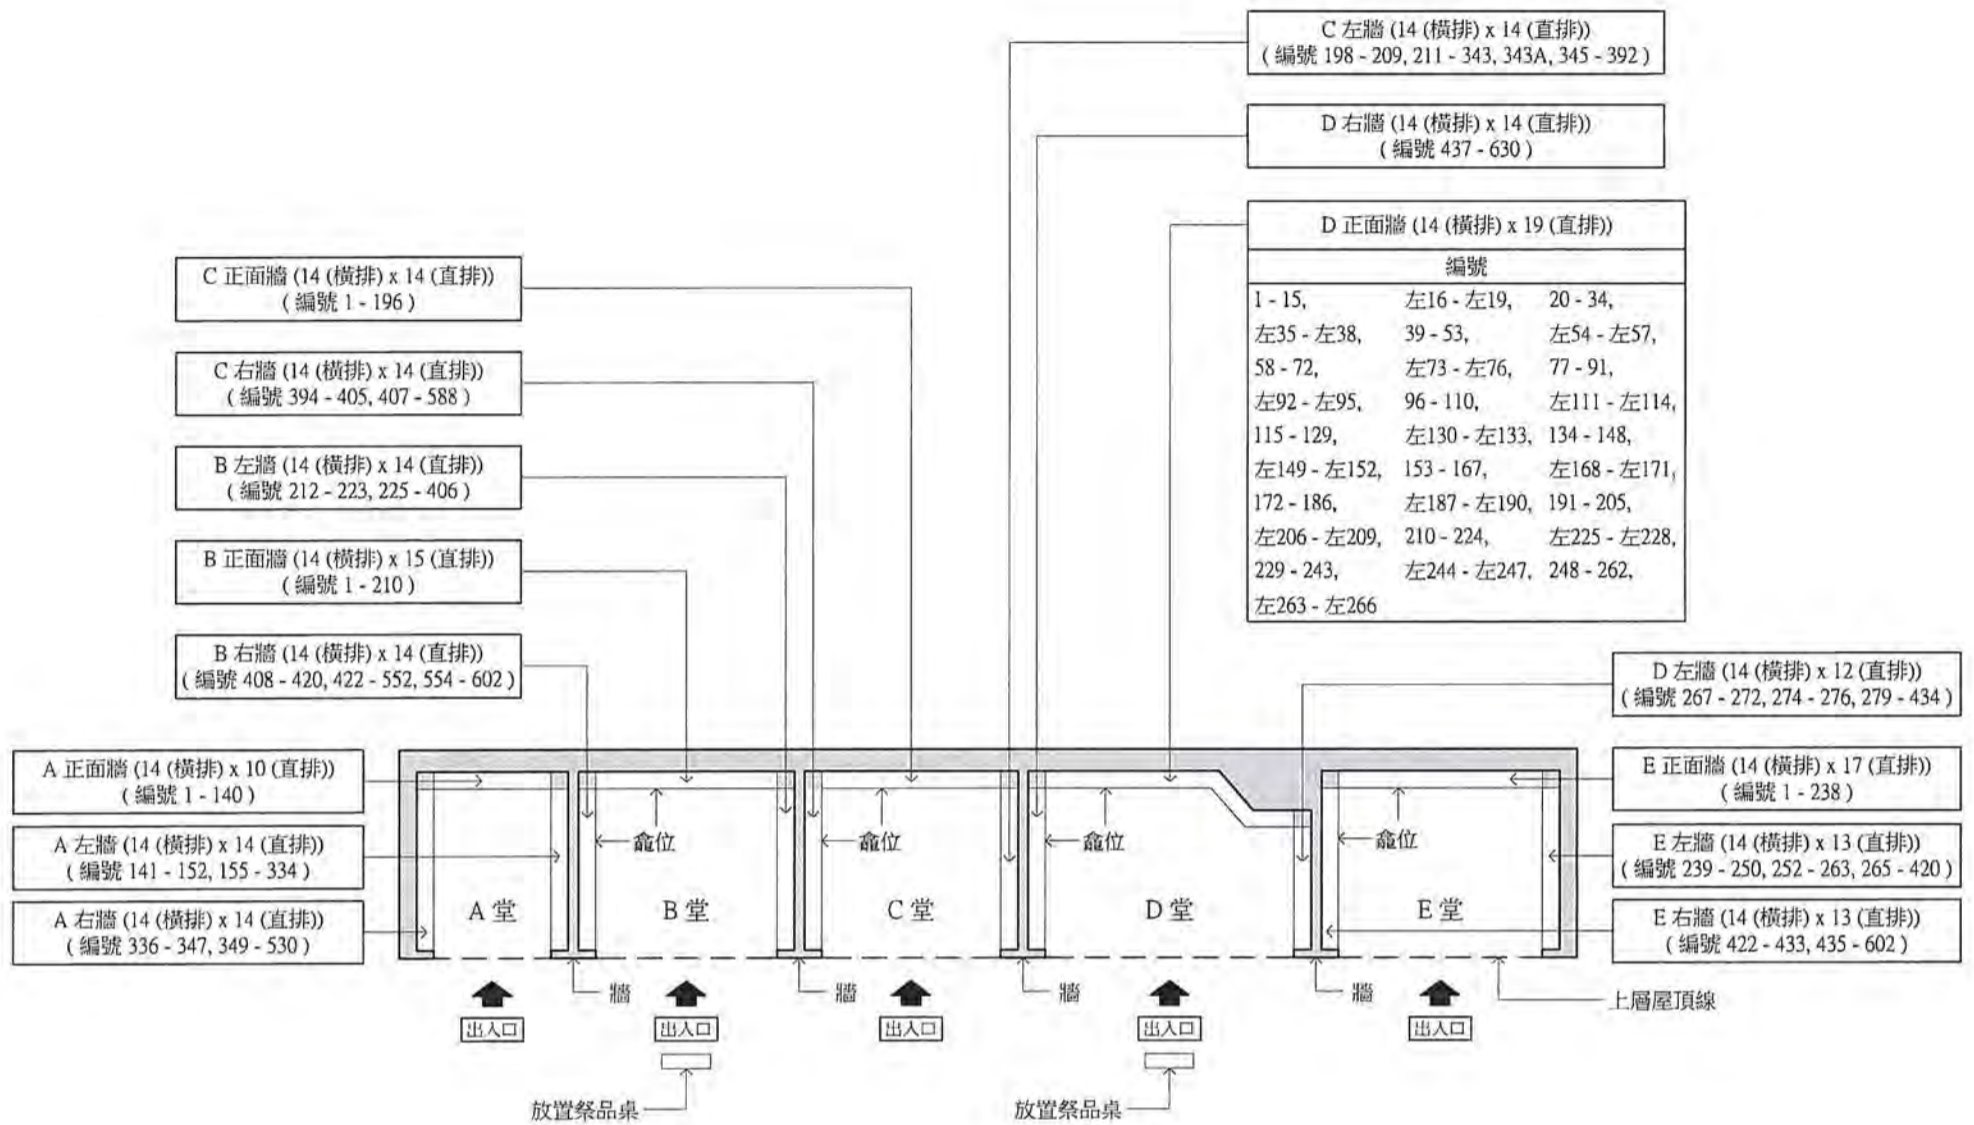 C 左牆 (14 (橫排) x 14 (直排))
( 編號 198 - 209, 211 - 343, 343A, 345 - 392 )
D 右牆 (14 (橫排) x 14 (直排))
( 編號 437 - 630 )
D 正面牆 (14 (橫排) x 19 (直排))
編號
1 - 15, 左16 - 左19, 20 - 34,
左35 - 左38, 39 - 53, 左54 - 左57,
58 - 72, 左73 - 左76, 77 - 91,
左92 - 左95, 96 - 110, 左111 - 左114,
115 - 129, 左130 - 左133, 134 - 148,
左149 - 左152, 153 - 167, 左168 - 左171,
172 - 186, 左187 - 左190, 191 - 205,
左206 - 左209, 210 - 224, 左225 - 左228,
229 - 243, 左244 - 左247, 248 - 262,
左263 - 左266
C 正面牆 (14 (橫排) x 14 (直排))
( 編號 1 - 196 )
C 右牆 (14 (橫排) x 14 (直排))
( 編號 394 - 405, 407 - 588 )
B 左牆 (14 (橫排) x 14 (直排))
( 編號 212 - 223, 225 - 406 )
B 正面牆 (14 (橫排) x 15 (直排))
( 編號 1 - 210 )
B 右牆 (14 (橫排) x 14 (直排))
( 編號 408 - 420, 422 - 552, 554 - 602 )
D 左牆 (14 (橫排) x 12 (直排))
( 編號 267 - 272, 274 - 276, 279 - 434 )
A 正面牆 (14 (橫排) x 10 (直排))
( 編號 1 - 140 )
A 左牆 (14 (橫排) x 14 (直排))
( 編號 141 - 152, 155 - 334 )
A 右牆 (14 (橫排) x 14 (直排))
( 編號 336 - 347, 349 - 530 )
E 正面牆 (14 (橫排) x 17 (直排))
( 編號 1 - 238 )
E 左牆 (14 (橫排) x 13 (直排))
( 編號 239 - 250, 252 - 263, 265 - 420 )
E 右牆 (14 (橫排) x 13 (直排))
( 編號 422 - 433, 435 - 602 )
龕位 龕位 龕位 龕位
A 堂 B 堂 C 堂 D 堂 E 堂
牆 牆 牆 牆
上層屋頂線
出入口 出入口 出入口 出入口 出入口
放置祭品桌 放置祭品桌